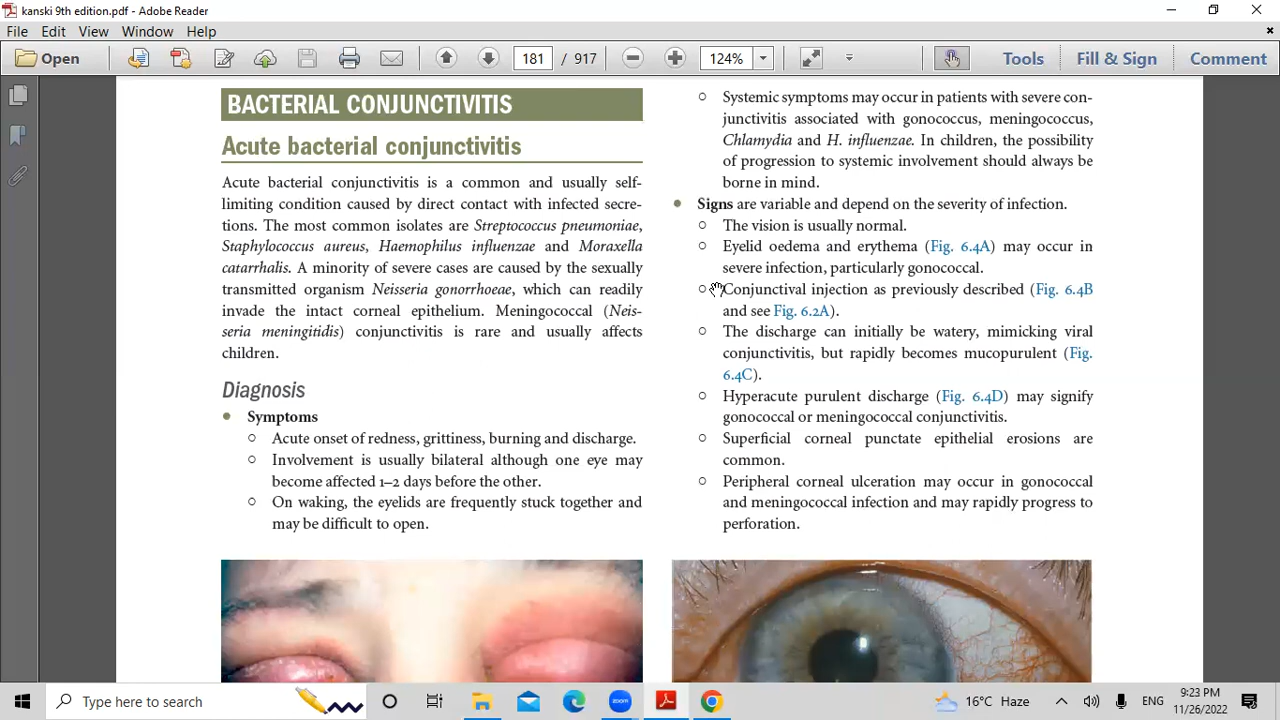 kanski 9th edition.pdf - Adobe Reader
File Edit View Window Help
Open 181 / 917 124% Tools Fill & Sign Comment
BACTERIAL CONJUNCTIVITIS
Acute bacterial conjunctivitis
Acute bacterial conjunctivitis is a common and usually self-
limiting condition caused by direct contact with infected secre-
tions. The most common isolates are Streptococcus pneumoniae,
Staphylococcus aureus, Haemophilus influenzae and Moraxella
catarrhalis. A minority of severe cases are caused by the sexually
transmitted organism Neisseria gonorrhoeae, which can readily
invade the intact corneal epithelium. Meningococcal (Neis-
seria meningitidis) conjunctivitis is rare and usually affects
children.
Diagnosis
• Symptoms
○ Acute onset of redness, grittiness, burning and discharge.
○ Involvement is usually bilateral although one eye may
become affected 1–2 days before the other.
○ On waking, the eyelids are frequently stuck together and
may be difficult to open.
○ Systemic symptoms may occur in patients with severe con-
junctivitis associated with gonococcus, meningococcus,
Chlamydia and H. influenzae. In children, the possibility
of progression to systemic involvement should always be
borne in mind.
• Signs are variable and depend on the severity of infection.
○ The vision is usually normal.
○ Eyelid oedema and erythema (Fig. 6.4A) may occur in
severe infection, particularly gonococcal.
○ Conjunctival injection as previously described (Fig. 6.4B
and see Fig. 6.2A).
○ The discharge can initially be watery, mimicking viral
conjunctivitis, but rapidly becomes mucopurulent (Fig.
6.4C).
○ Hyperacute purulent discharge (Fig. 6.4D) may signify
gonococcal or meningococcal conjunctivitis.
○ Superficial corneal punctate epithelial erosions are
common.
○ Peripheral corneal ulceration may occur in gonococcal
and meningococcal infection and may rapidly progress to
perforation.
Type here to search
zoom
16°C Haze
ENG
9:23 PM
11/26/2022